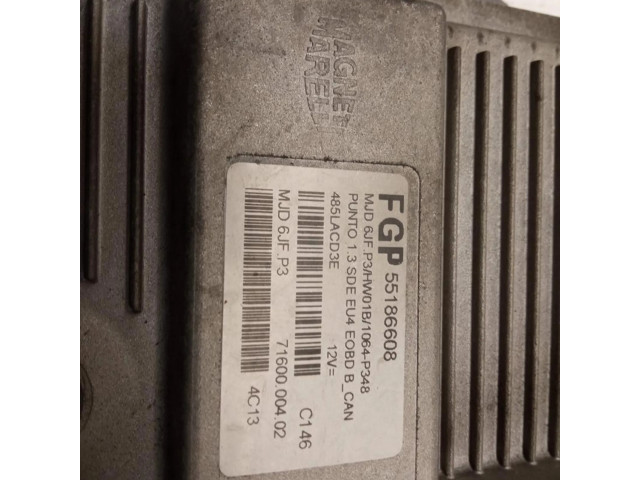 MAGNETI
MARELLI
FGP 55186608
MJD 6JF.P3/HW01B/1064-P348
PUNTO 1.3 SDE EU4 EOBD B_CAN
485LACD3E 12V=
C146
MJD 6JF.P3 71600.004.02
4C13